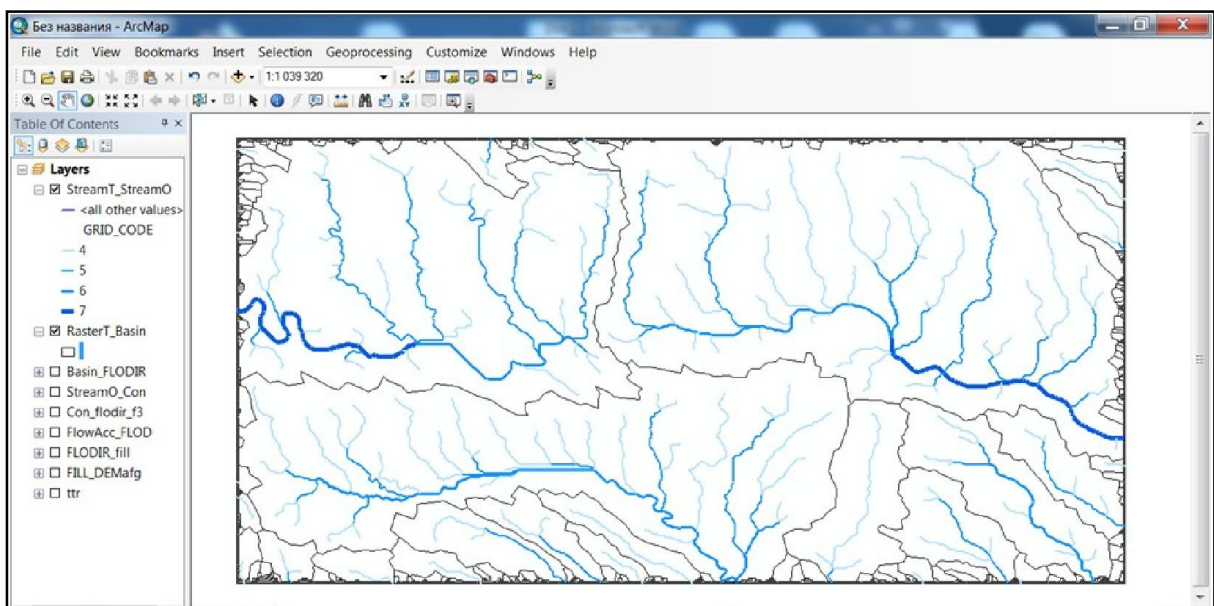 Без названия - ArcMap
File Edit View Bookmarks Insert Selection Geoprocessing Customize Windows Help
1:1 039 320
Table Of Contents
Layers
StreamT_StreamO
<all other values>
GRID_CODE
4
5
6
7
RasterT_Basin
Basin_FLODIR
StreamO_Con
Con_flodir_f3
FlowAcc_FLOD
FLODIR_fill
FILL_DEMafg
ttr